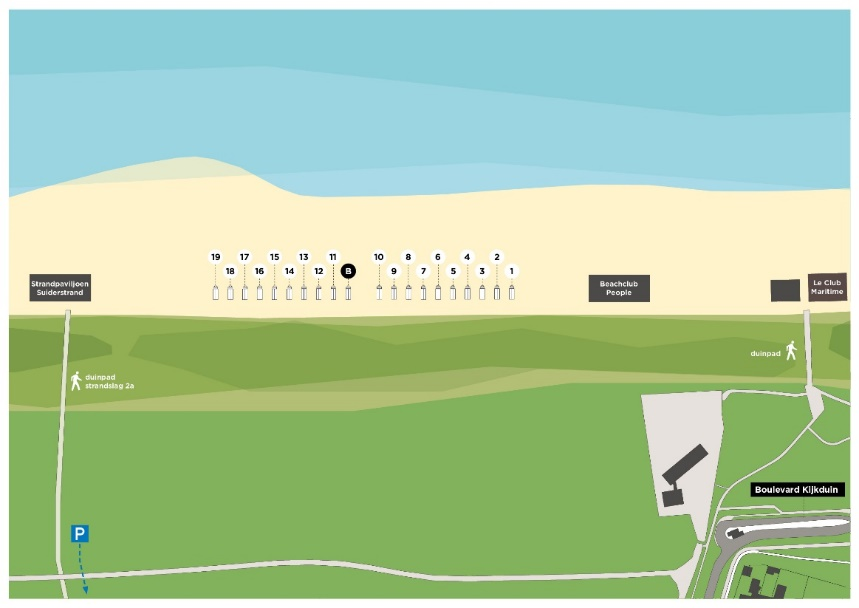 19 17 15 13 11 10 8 6 4 2
18 16 14 12 B 9 7 5 3 1
Strandpaviljoen
Suiderstrand
Beachclub
People
Le Club
Maritime
duinpad
duinpad
strandslag 2a
Boulevard Kijkduin
P